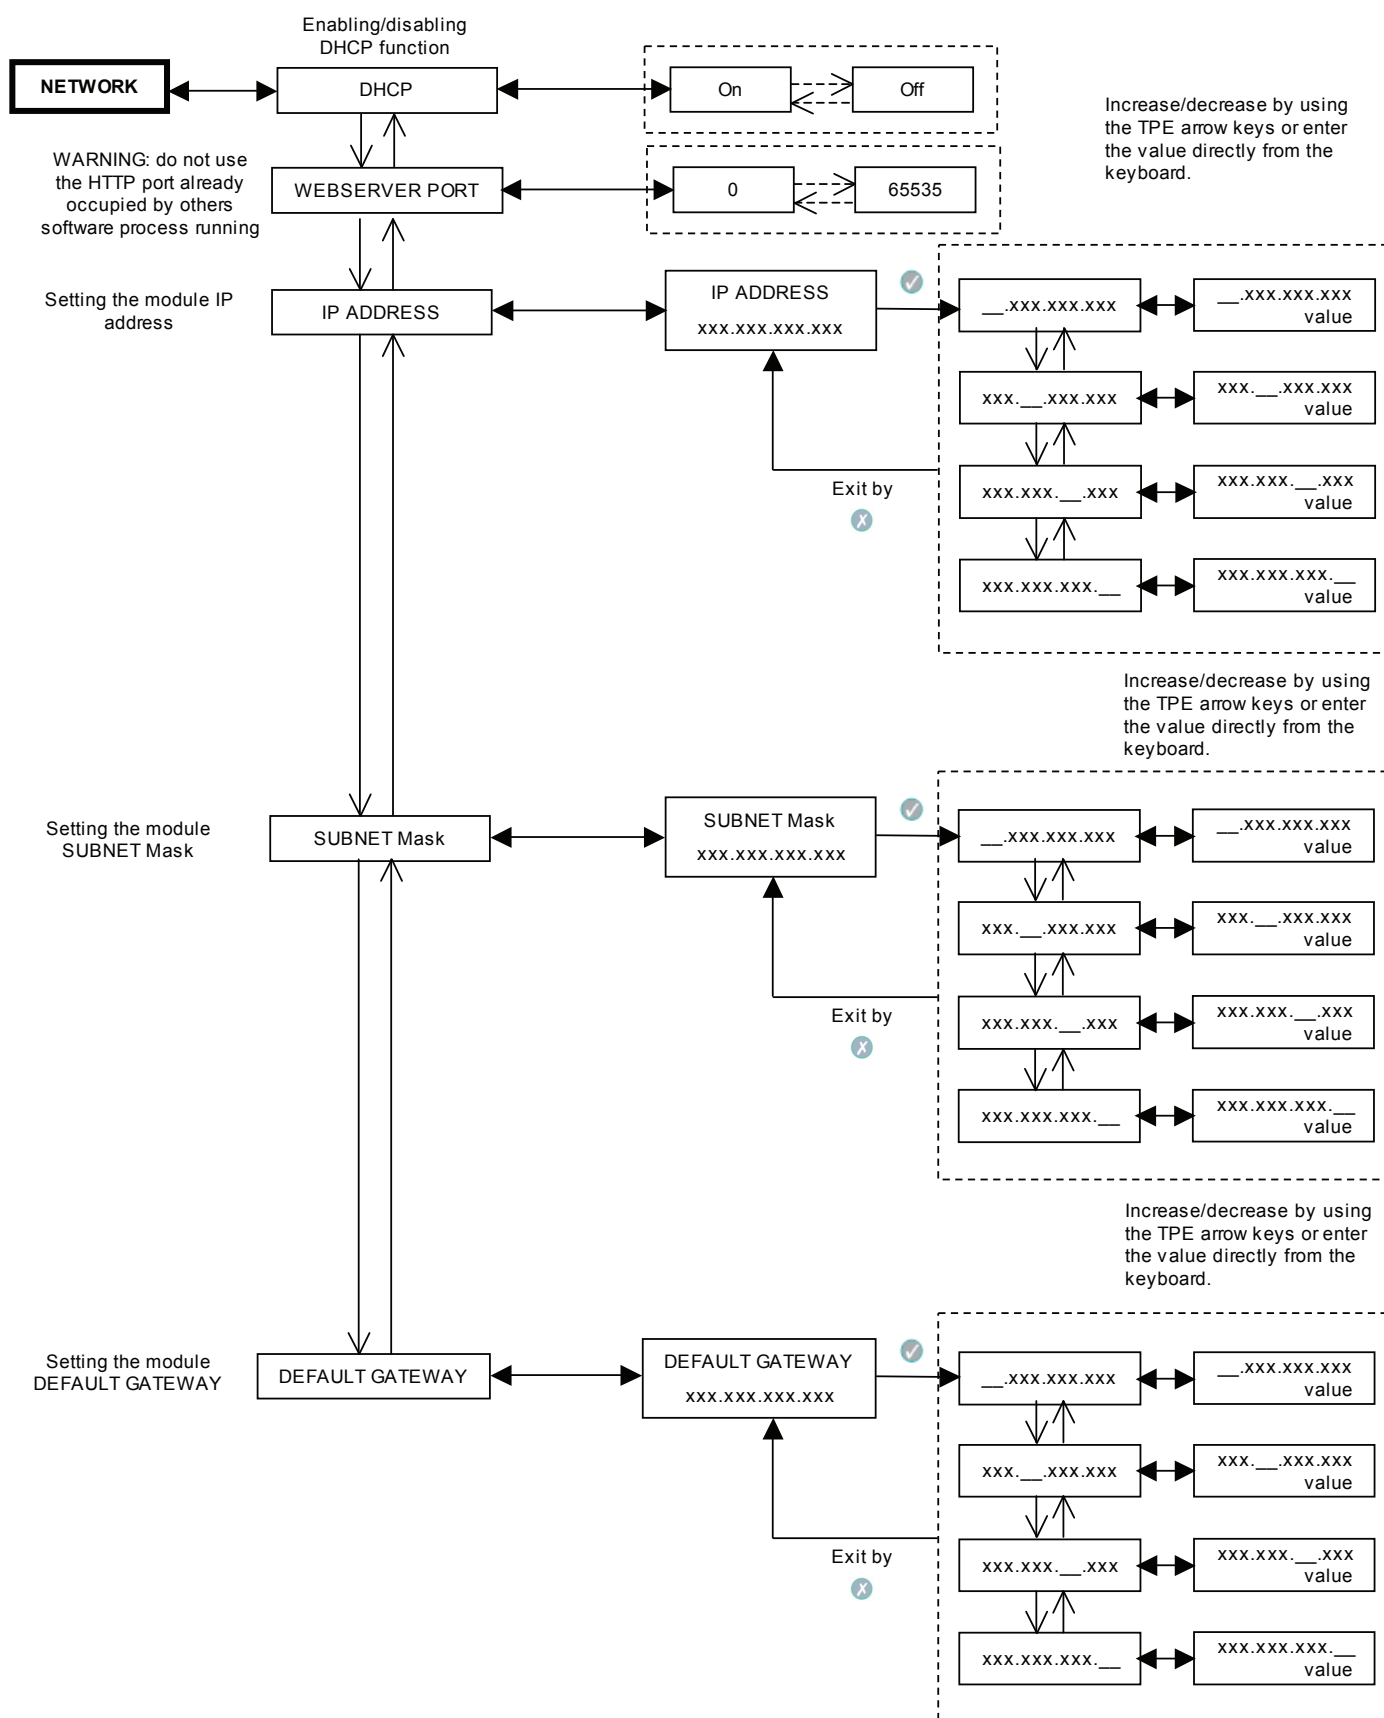 Enabling/disabling
DHCP function
NETWORK
DHCP
On
Off
Increase/decrease by using
the TPE arrow keys or enter
the value directly from the
keyboard.
WARNING: do not use
the HTTP port already
occupied by others
software process running
WEBSERVER PORT
0
65535
Setting the module IP
address
IP ADDRESS
IP ADDRESS
xxx.xxx.xxx.xxx
__.xxx.xxx.xxx
__.xxx.xxx.xxx
value
xxx.__.xxx.xxx
xxx.__.xxx.xxx
value
Exit by
xxx.xxx.__.xxx
xxx.xxx.__.xxx
value
xxx.xxx.xxx.__
xxx.xxx.xxx.__
value
Increase/decrease by using
the TPE arrow keys or enter
the value directly from the
keyboard.
Setting the module
SUBNET Mask
SUBNET Mask
SUBNET Mask
xxx.xxx.xxx.xxx
__.xxx.xxx.xxx
__.xxx.xxx.xxx
value
xxx.__.xxx.xxx
xxx.__.xxx.xxx
value
Exit by
xxx.xxx.__.xxx
xxx.xxx.__.xxx
value
xxx.xxx.xxx.__
xxx.xxx.xxx.__
value
Increase/decrease by using
the TPE arrow keys or enter
the value directly from the
keyboard.
Setting the module
DEFAULT GATEWAY
DEFAULT GATEWAY
DEFAULT GATEWAY
xxx.xxx.xxx.xxx
__.xxx.xxx.xxx
__.xxx.xxx.xxx
value
xxx.__.xxx.xxx
xxx.__.xxx.xxx
value
Exit by
xxx.xxx.__.xxx
xxx.xxx.__.xxx
value
xxx.xxx.xxx.__
xxx.xxx.xxx.__
value